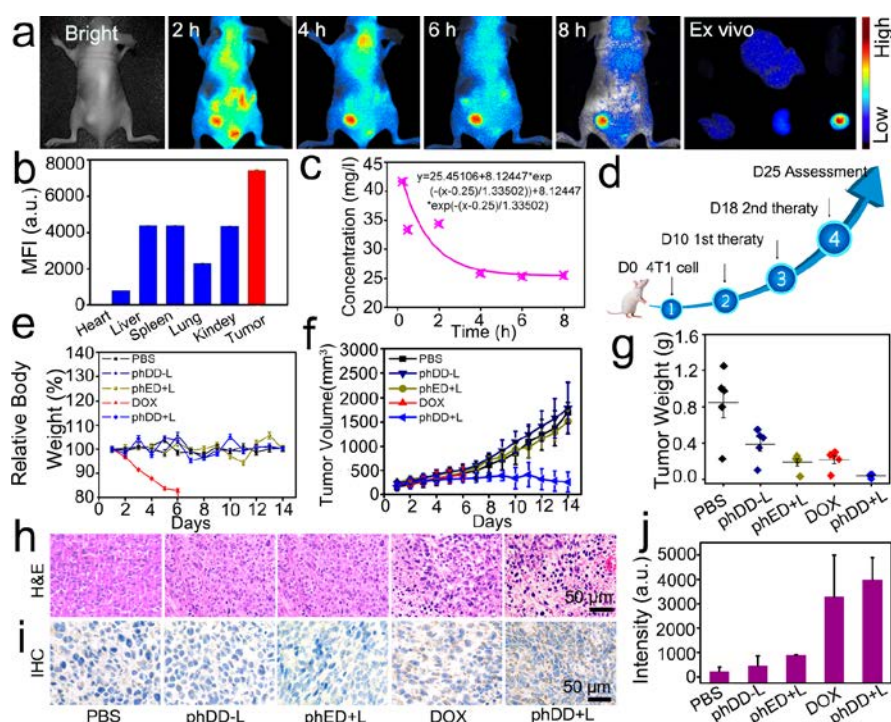 a
Bright
2 h
4 h
6 h
8 h
Ex vivo
High
Low
b
MFI (a.u.)
8000
6000
4000
2000
0
Heart
Liver
Spleen
Lung
Kindey
Tumor
c
Concentration (mg/l)
45
40
35
30
25
20
y=25.45106+8.12447*exp
(-(x-0.25)/1.33502))+8.12447
*exp(-(x-0.25)/1.33502)
0 2 4 6 8
Time (h)
d
D25 Assessment
D18 2nd theraty
D10 1st theraty
D0 4T1 cell
1
2
3
4
e
Relative Body
Weight (%)
140
130
120
110
100
90
80
PBS
phDD-L
phED+L
DOX
phDD+L
0 2 4 6 8 10 12 14
Days
f
Tumor Volume(mm³)
3000
2500
2000
1500
1000
500
0
PBS
phDD-L
phED+L
DOX
phDD+L
0 2 4 6 8 10 12 14
Days
g
Tumor Weight (g)
1.2
0.8
0.4
0.0
PBS
phDD-L
phED+L
DOX
phDD+L
h
H&E
50 µm
i
IHC
50 µm
PBS
phDD-L
phED+L
DOX
phDD+L
j
Intensity (a.u.)
5000
4000
3000
2000
1000
0
PBS
phDD-L
phED+L
DOX
phDD+L